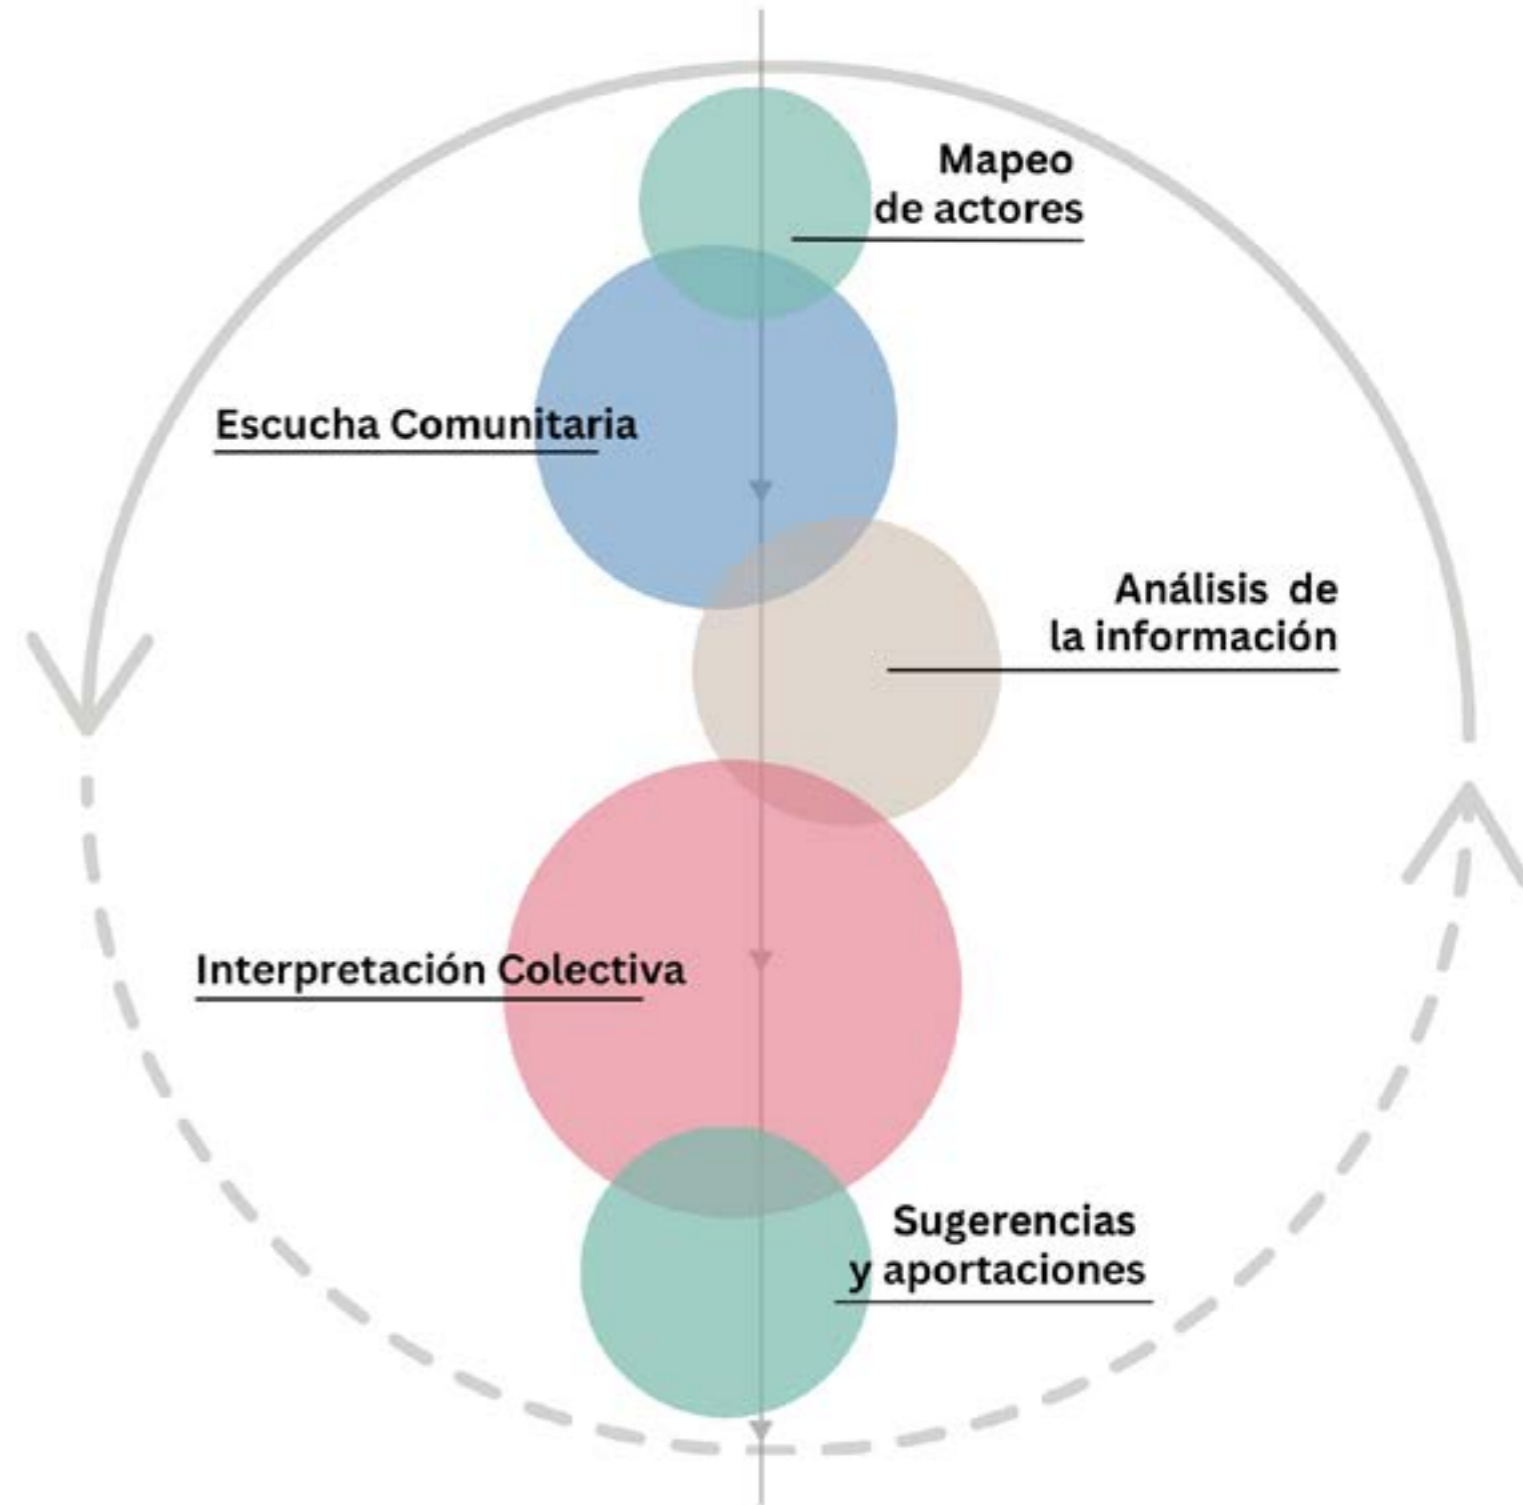 Mapeo
de actores
Escucha Comunitaria
Análisis de
la información
Interpretación Colectiva
Sugerencias
y aportaciones